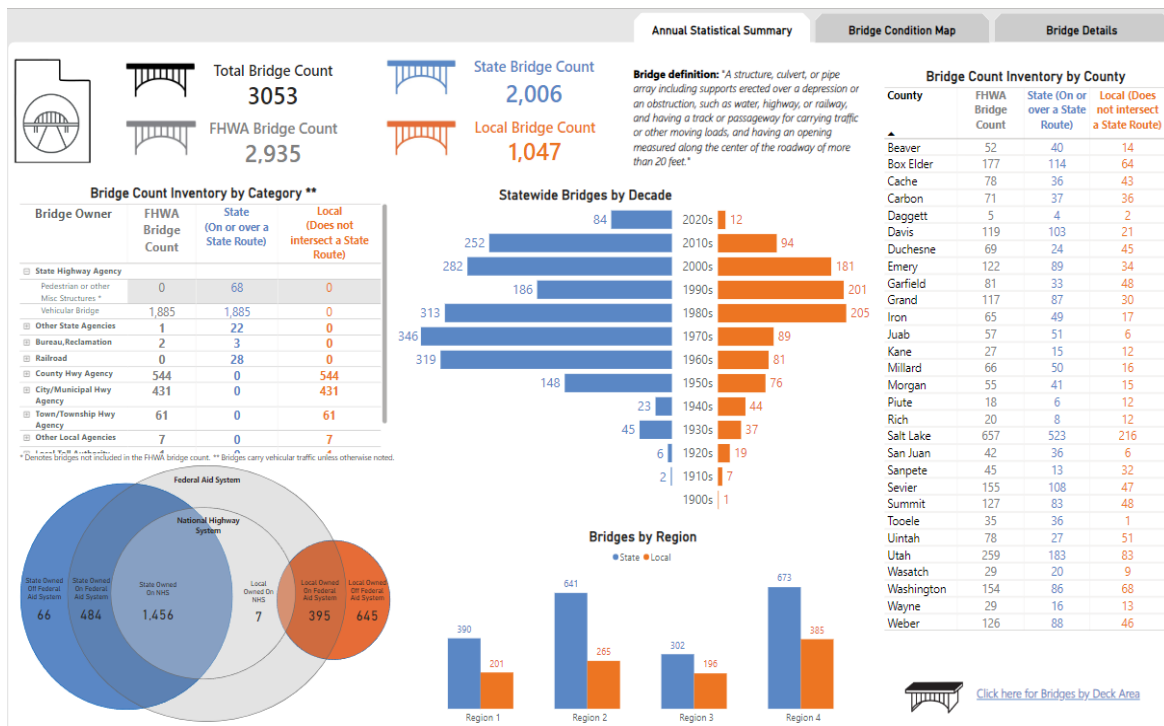 Annual Statistical Summary
Bridge Condition Map
Bridge Details
Total Bridge Count
3053
State Bridge Count
2,006
FHWA Bridge Count
2,935
Local Bridge Count
1,047
Bridge definition: "A structure, culvert, or pipe
array including supports erected over a depression or
an obstruction, such as water, highway, or railway,
and having a track or passageway for carrying traffic
or other moving loads, and having an opening
measured along the center of the roadway of more
than 20 feet."
Bridge Count Inventory by Category **
Bridge Owner FHWA Bridge Count State (On or over a State Route) Local (Does not intersect a State Route)
State Highway Agency
Pedestrian or other Misc Structures * 0 68 0
Vehicular Bridge 1,885 1,885 0
Other State Agencies 1 22 0
Bureau,Reclamation 2 3 0
Railroad 0 28 0
County Hwy Agency 544 0 544
City/Municipal Hwy Agency 431 0 431
Town/Township Hwy Agency 61 0 61
Other Local Agencies 7 0 7
* Denotes bridges not included in the FHWA bridge count. ** Bridges carry vehicular traffic unless otherwise noted.
Statewide Bridges by Decade
84 2020s 12
252 2010s 94
282 2000s 181
186 1990s 201
313 1980s 205
346 1970s 89
319 1960s 81
148 1950s 76
23 1940s 44
45 1930s 37
6 1920s 19
2 1910s 7
1900s 1
Federal Aid System
National Highway
System
State Owned
Off Federal
Aid System
66
State Owned
On Federal
Aid System
484
State Owned
On NHS
1,456
Local
Owned On
NHS
7
Local Owned
On Federal
Aid System
395
Local Owned
Off Federal
Aid System
645
Bridges by Region
State Local
390 201
641 265
302 196
673 385
Region 1 Region 2 Region 3 Region 4
Bridge Count Inventory by County
County FHWA Bridge Count State (On or over a State Route) Local (Does not intersect a State Route)
Beaver 52 40 14
Box Elder 177 114 64
Cache 78 36 43
Carbon 71 37 36
Daggett 5 4 2
Davis 119 103 21
Duchesne 69 24 45
Emery 122 89 34
Garfield 81 33 48
Grand 117 87 30
Iron 65 49 17
Juab 57 51 6
Kane 27 15 12
Millard 66 50 16
Morgan 55 41 15
Piute 18 6 12
Rich 20 8 12
Salt Lake 657 523 216
San Juan 42 36 6
Sanpete 45 13 32
Sevier 155 108 47
Summit 127 83 48
Tooele 35 36 1
Uintah 78 27 51
Utah 259 183 83
Wasatch 29 20 9
Washington 154 86 68
Wayne 29 16 13
Weber 126 88 46
Click here for Bridges by Deck Area